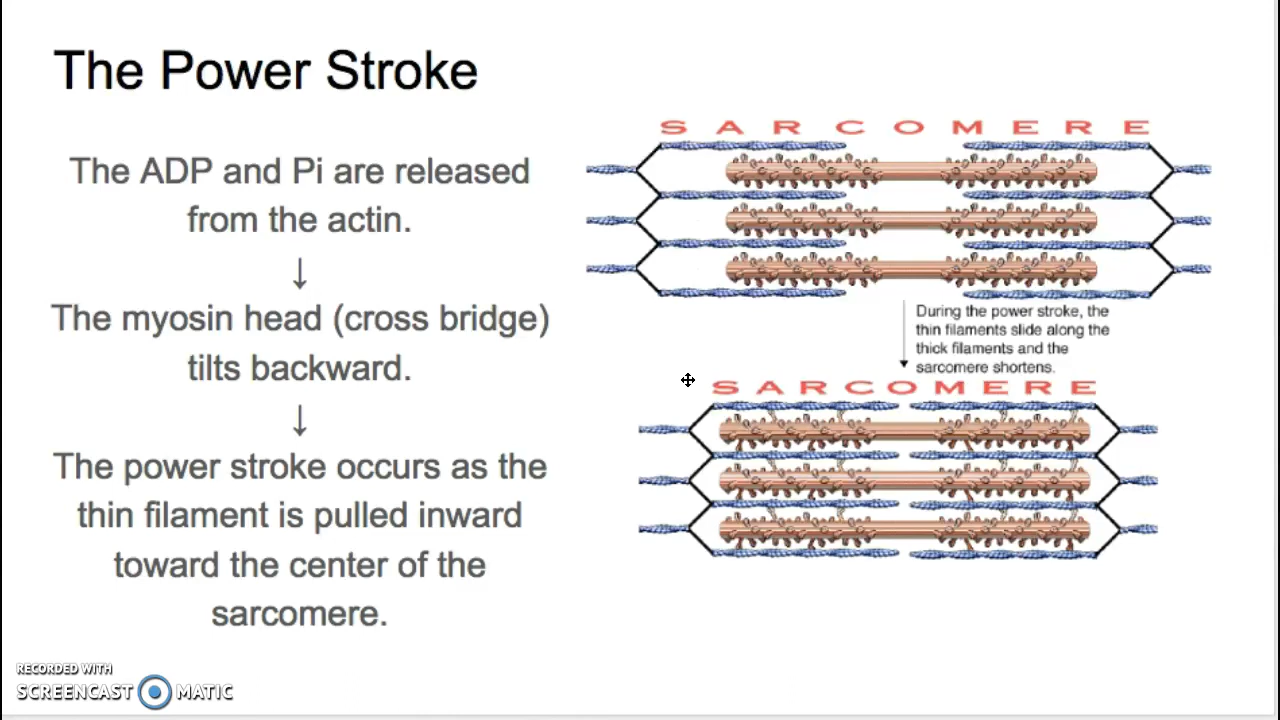 The Power Stroke
The ADP and Pi are released
from the actin.
↓
The myosin head (cross bridge)
tilts backward.
↓
The power stroke occurs as the
thin filament is pulled inward
toward the center of the
sarcomere.
SARCOMERE
During the power stroke, the
thin filaments slide along the
thick filaments and the
sarcomere shortens.
SARCOMERE
RECORDED WITH
SCREENCAST MATIC